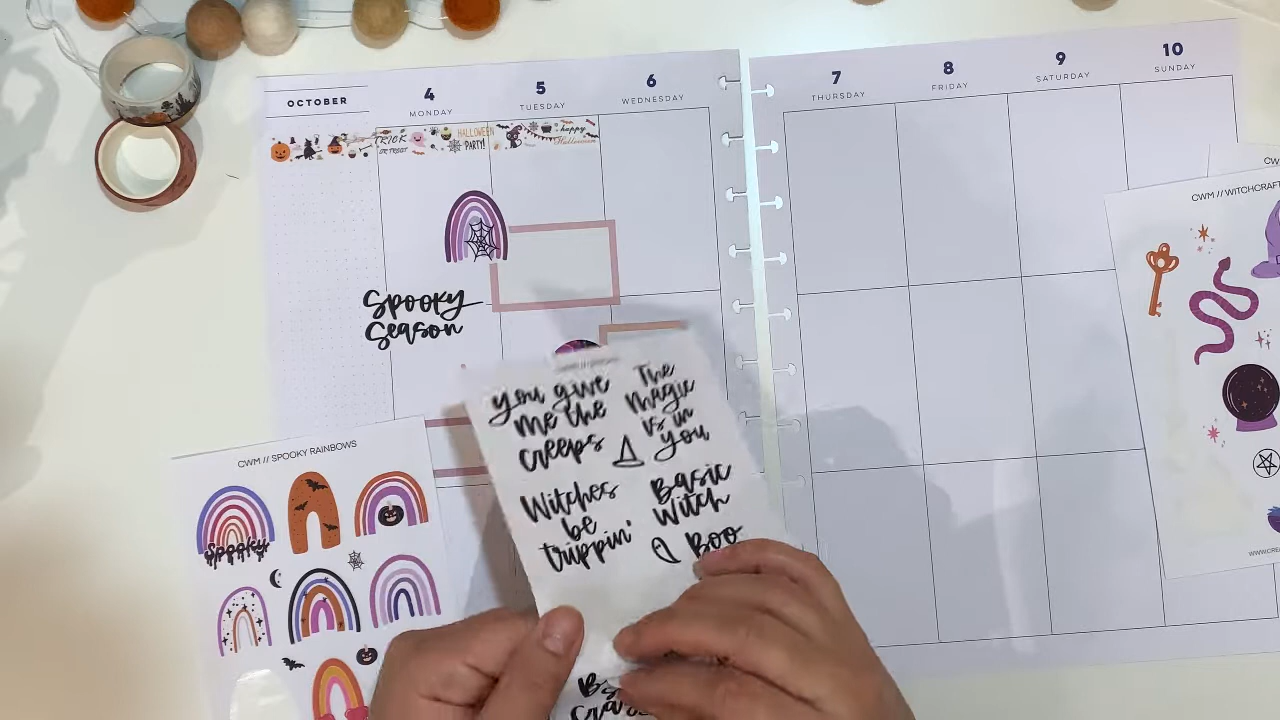 OCTOBER
4
MONDAY
5
TUESDAY
6
WEDNESDAY
7
THURSDAY
8
FRIDAY
9
SATURDAY
10
SUNDAY
TRICK
OR TREAT
HALLOWEEN
PARTY!
happy
Halloween
Spooky
Season
You give
me the
creeps
The
Magic
is in
you
Witches
be
trippin'
Basic
Witch
Boo
CWM // SPOOKY RAINBOWS
Spooky
CWM // WITCHCRAFT